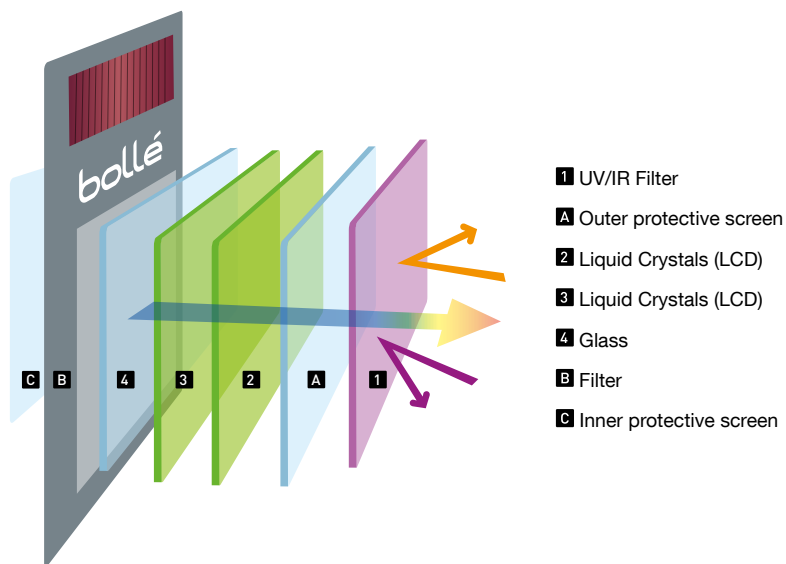 bollé
C B 4 3 2 A 1
1 UV/IR Filter
A Outer protective screen
2 Liquid Crystals (LCD)
3 Liquid Crystals (LCD)
4 Glass
B Filter
C Inner protective screen